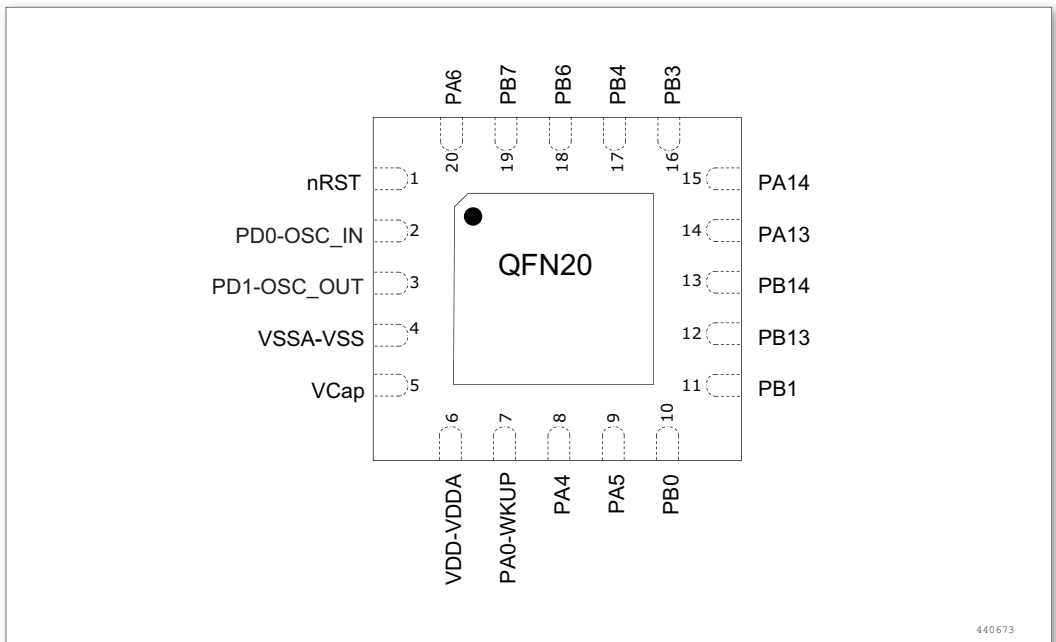 PA6
PB7
PB6
PB4
PB3
20
19
18
17
16
nRST
1
PD0-OSC_IN
2
PD1-OSC_OUT
3
VSSA-VSS
4
VCap
5
QFN20
15
PA14
14
PA13
13
PB14
12
PB13
11
PB1
6
7
8
9
10
VDD-VDDA
PA0-WKUP
PA4
PA5
PB0
440673